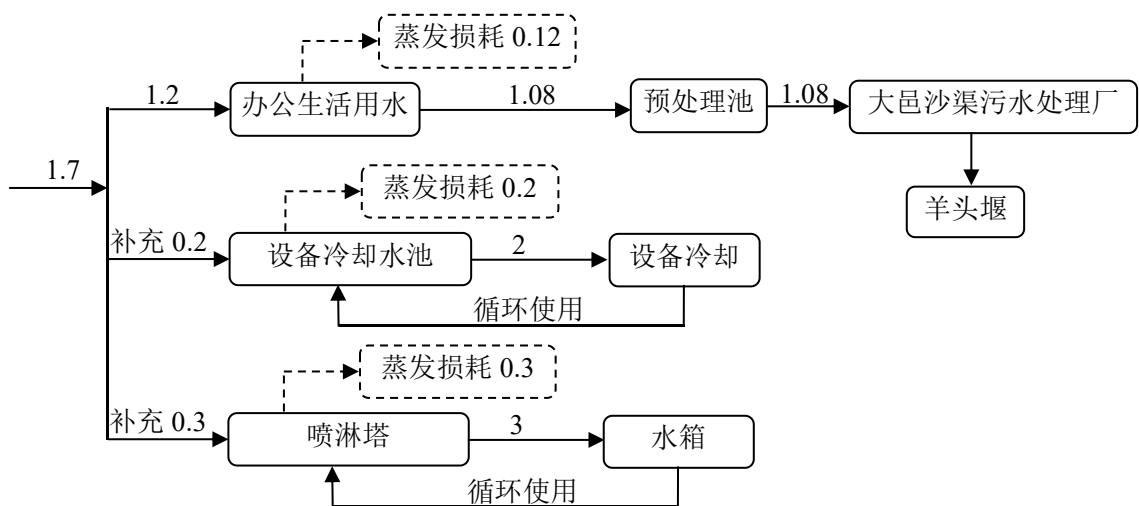 蒸发损耗 0.12
1.2
办公生活用水
1.08
预处理池
1.08
大邑沙渠污水处理厂
1.7
蒸发损耗 0.2
羊头堰
补充 0.2
设备冷却水池
2
设备冷却
循环使用
蒸发损耗 0.3
补充 0.3
喷淋塔
3
水箱
循环使用